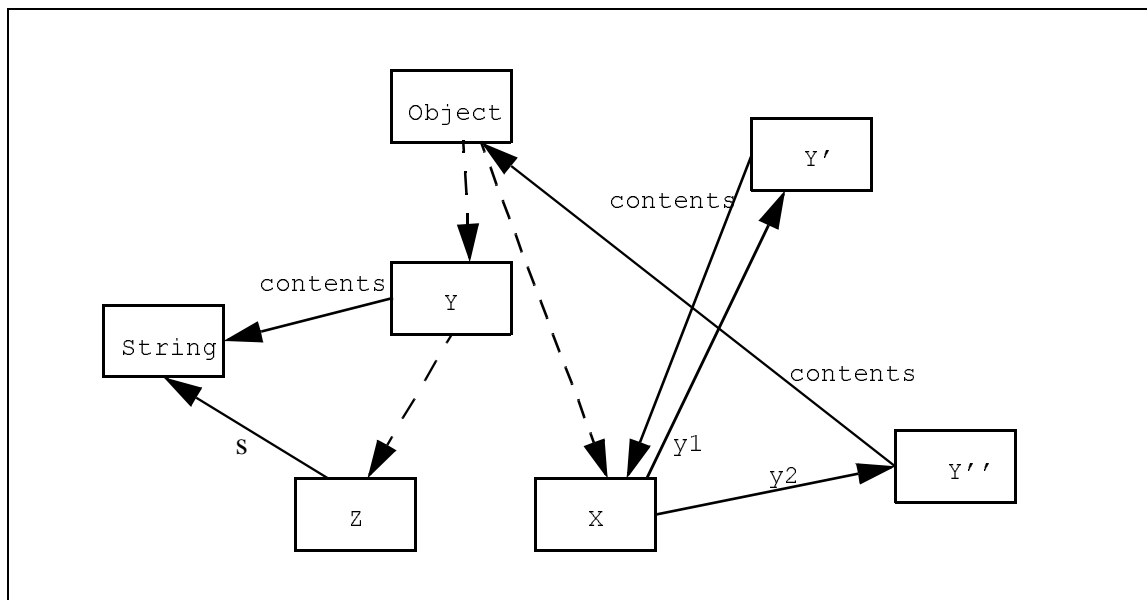 Object
Y'
contents
contents
Y
String
contents
s
y1
y2
Y''
Z
X